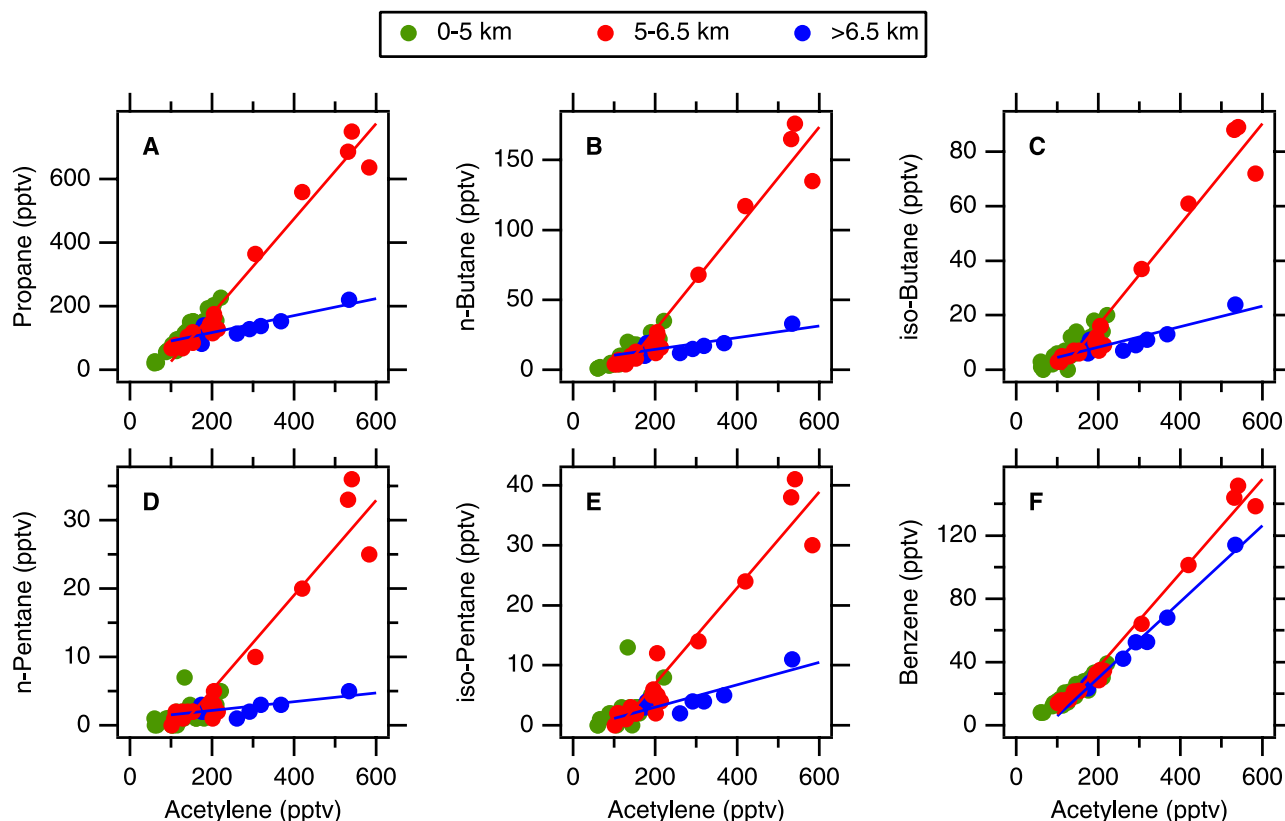 0-5 km 5-6.5 km >6.5 km
A
Propane (pptv)
600
400
200
0
0 200 400 600
B
n-Butane (pptv)
150
100
50
0
0 200 400 600
C
iso-Butane (pptv)
80
60
40
20
0
0 200 400 600
D
n-Pentane (pptv)
30
20
10
0
0 200 400 600
Acetylene (pptv)
E
iso-Pentane (pptv)
40
30
20
10
0
0 200 400 600
Acetylene (pptv)
F
Benzene (pptv)
120
80
40
0
0 200 400 600
Acetylene (pptv)